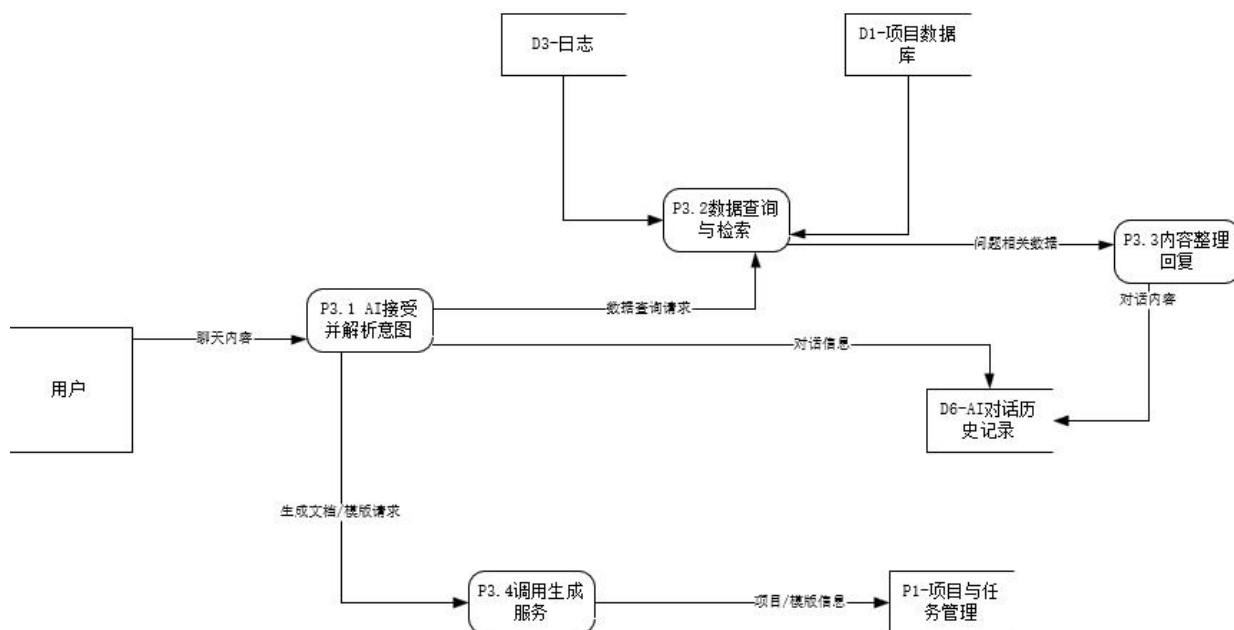 D3-日志
D1-项目数据
库
P3.2数据查询
与检索
问题相关数据
P3.3内容整理
回复
P3.1 AI接受
并解析意图
数据查询请求
对话内容
聊天内容
对话信息
用户
D6-AI对话历
史记录
生成文档/模版请求
P3.4调用生成
服务
项目/模版信息
P1-项目与任
务管理